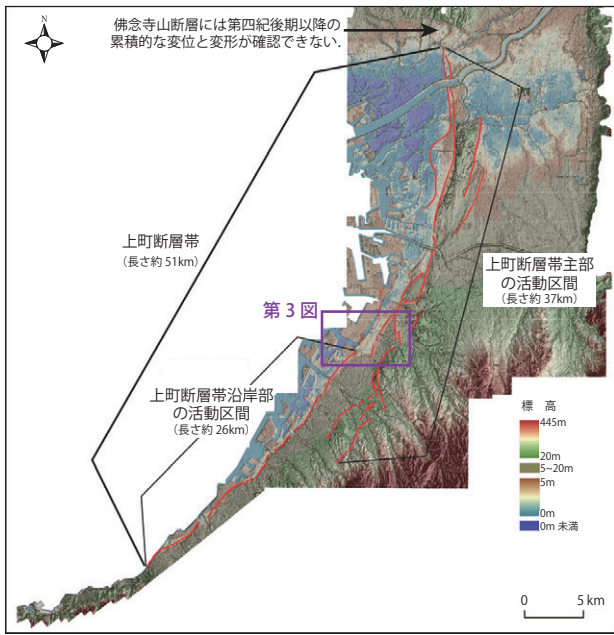 N
佛念寺山断層には第四紀後期以降の
累積的な変位と変形が確認できない.
上町断層帯
(長さ約 51km)
上町断層帯主部
の活動区間
(長さ約 37km)
第 3 図
上町断層帯沿岸部
の活動区間
(長さ約 26km)
標 高
445m
20m
5~20m
5m
0m
0m 未満
0 5 km